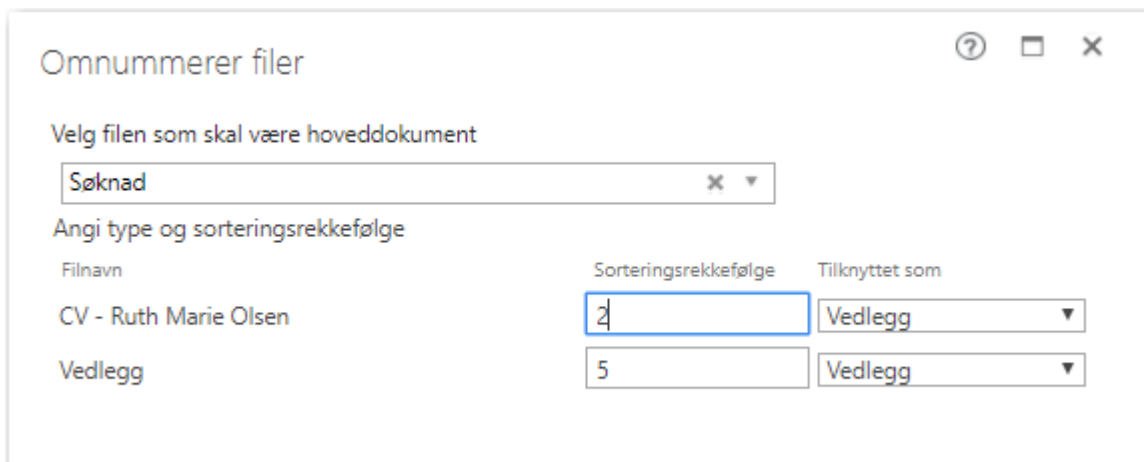 Omnummerer filer
Velg filen som skal være hoveddokument
Søknad
Angi type og sorteringsrekkefølge
Filnavn Sorteringsrekkefølge Tilknyttet som
CV - Ruth Marie Olsen 2 Vedlegg
Vedlegg 5 Vedlegg